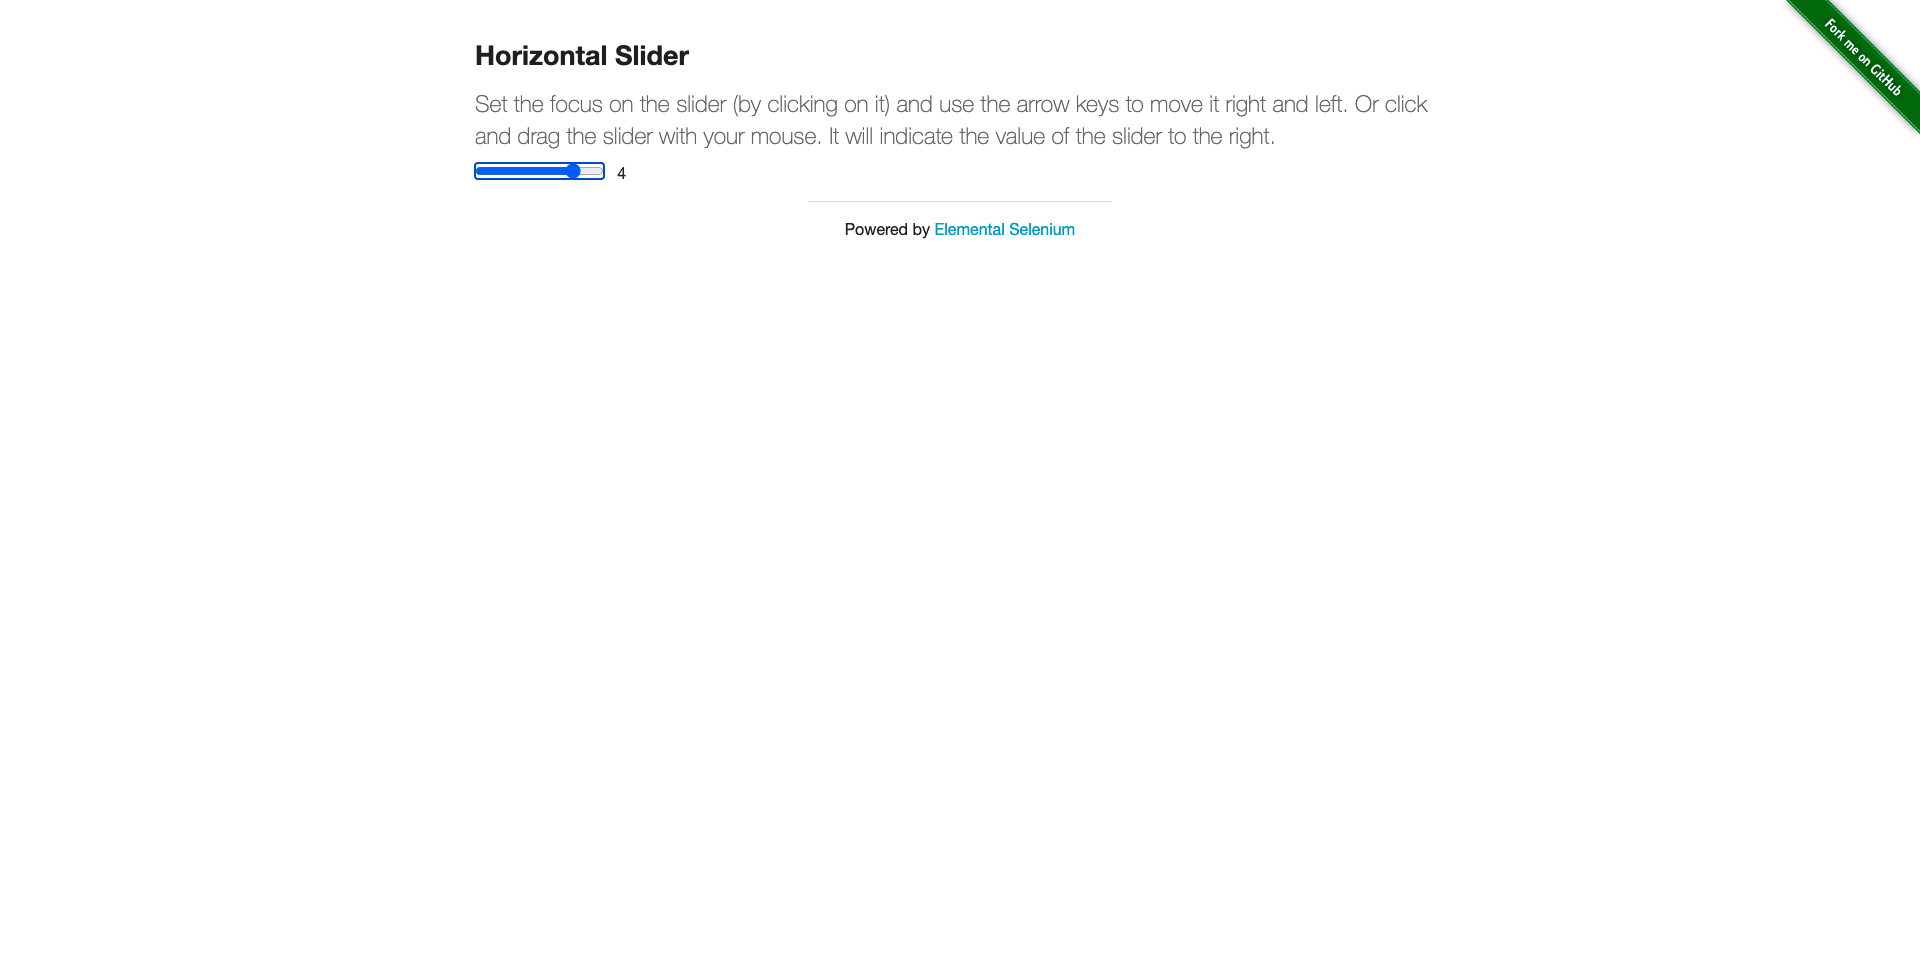 Fork me on GitHub
Horizontal Slider
Set the focus on the slider (by clicking on it) and use the arrow keys to move it right and left. Or click
and drag the slider with your mouse. It will indicate the value of the slider to the right.
4
Powered by Elemental Selenium